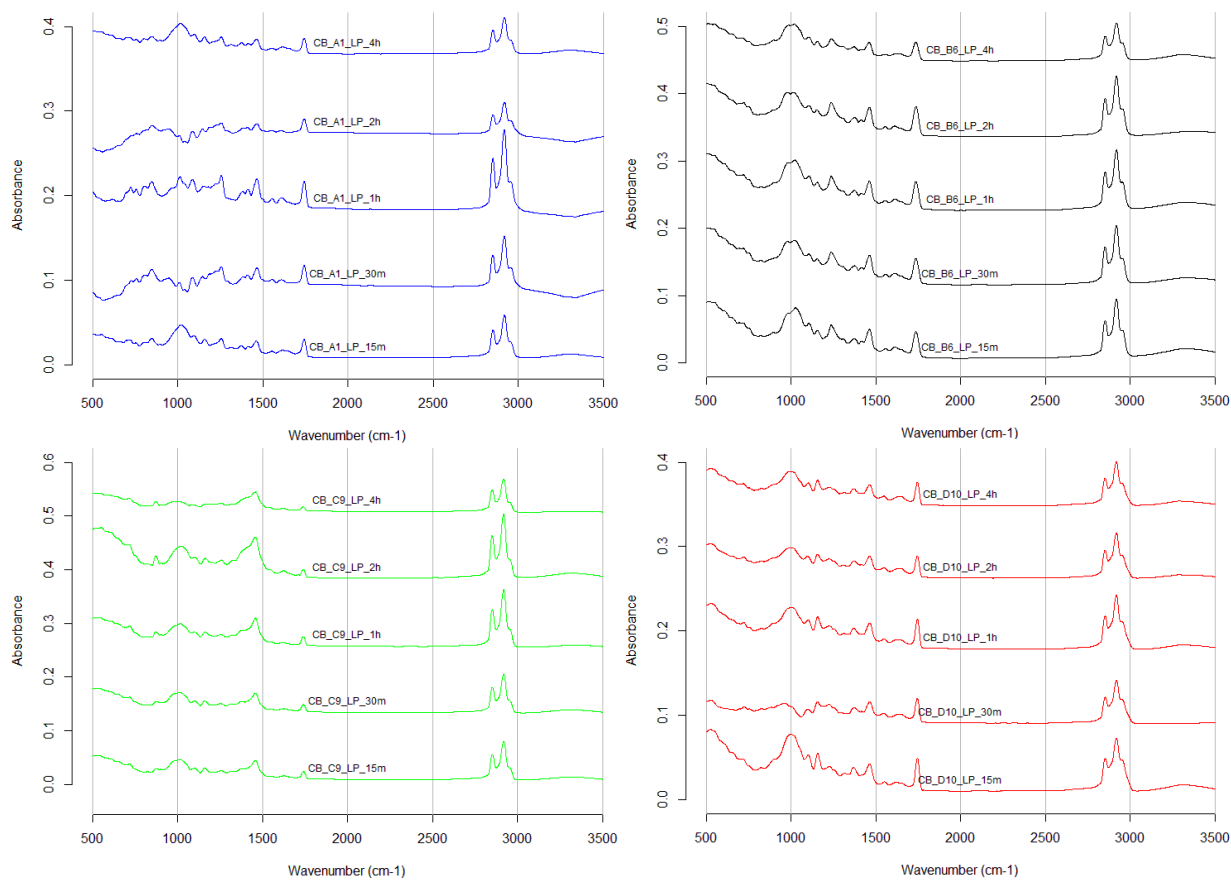 0.4
CB_A1_LP_4h
0.3
CB_A1_LP_2h
Absorbance
0.2
CB_A1_LP_1h
CB_A1_LP_30m
0.1
CB_A1_LP_15m
0.0
500 1000 1500 2000 2500 3000 3500
Wavenumber (cm-1)
0.5
CB_B6_LP_4h
0.4
CB_B6_LP_2h
0.3
Absorbance
CB_B6_LP_1h
0.2
CB_B6_LP_30m
0.1
CB_B6_LP_15m
0.0
500 1000 1500 2000 2500 3000 3500
Wavenumber (cm-1)
0.6
CB_C9_LP_4h
0.5
CB_C9_LP_2h
0.4
Absorbance
0.3
CB_C9_LP_1h
0.2
CB_C9_LP_30m
0.1
CB_C9_LP_15m
0.0
500 1000 1500 2000 2500 3000 3500
Wavenumber (cm-1)
0.4
CB_D10_LP_4h
0.3
CB_D10_LP_2h
Absorbance
0.2
CB_D10_LP_1h
0.1
CB_D10_LP_30m
CB_D10_LP_15m
0.0
500 1000 1500 2000 2500 3000 3500
Wavenumber (cm-1)